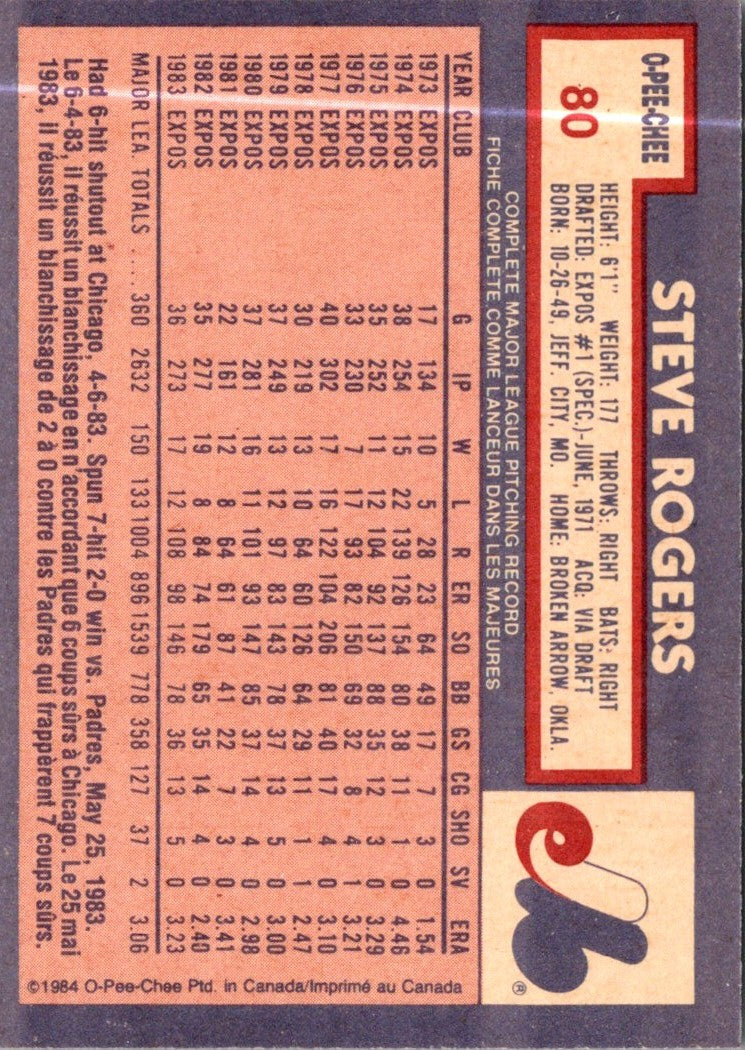 O-PEE-CHEE
80
STEVE ROGERS
HEIGHT: 6'1" WEIGHT: 177 THROWS: RIGHT BATS: RIGHT
DRAFTED: EXPOS #1 (SPEC.)-JUNE, 1971 ACQ: VIA DRAFT
BORN: 10-26-49, JEFF. CITY, MO. HOME: BROKEN ARROW, OKLA.
COMPLETE MAJOR LEAGUE PITCHING RECORD
FICHE COMPLETE COMME LANCEUR DANS LES MAJEURES
YEAR CLUB G IP W L R ER SO BB GS CG SHO SV ERA
1973 EXPOS 17 134 10 5 28 23 64 49 17 7 3 0 1.54
1974 EXPOS 38 254 15 22 139 126 154 80 38 11 1 0 4.46
1975 EXPOS 35 252 11 12 104 92 137 88 35 12 3 0 3.29
1976 EXPOS 33 230 7 17 93 82 150 69 32 8 4 1 3.21
1977 EXPOS 40 302 17 16 122 104 206 81 40 17 4 0 3.10
1978 EXPOS 30 219 13 10 64 60 126 64 29 11 1 1 2.47
1979 EXPOS 37 249 13 12 97 83 143 78 37 13 5 0 3.00
1980 EXPOS 37 281 16 11 101 93 147 85 37 14 4 0 2.98
1981 EXPOS 22 161 12 8 64 61 87 41 22 7 3 0 3.41
1982 EXPOS 35 277 19 8 84 74 179 65 35 14 4 0 2.40
1983 EXPOS 36 273 17 12 108 98 146 78 36 13 5 0 3.23
MAJOR LEA. TOTALS .... 360 2632 150 133 1004 896 1539 778 358 127 37 2 3.06
Had 6-hit shutout at Chicago, 4-6-83. Spun 7-hit 2-0 win vs. Padres, May 25, 1983.
Le 6-4-83, il réussit un blanchissage en n'accordant que 6 coups sûrs à Chicago. Le 25 mai
1983, il réussit un blanchissage de 2 à 0 contre les Padres qui frappèrent 7 coups sûrs.
©1984 O-Pee-Chee Ptd. in Canada/Imprimé au Canada
®